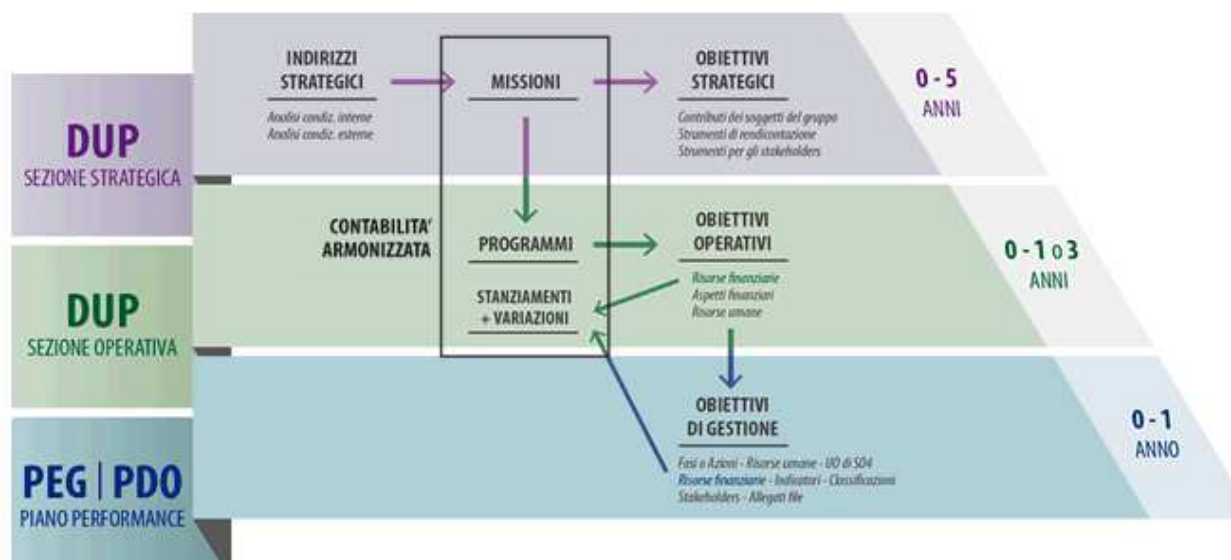 DUP
SEZIONE STRATEGICA
INDIRIZZI
STRATEGICI
Analisi condiz. interne
Analisi condiz. esterne
MISSIONI
OBIETTIVI
STRATEGICI
Contributi dei soggetti del gruppo
Strumenti di rendicontazione
Strumenti per gli stakeholders
0 - 5
ANNI
DUP
SEZIONE OPERATIVA
CONTABILITA'
ARMONIZZATA
PROGRAMMI
STANZIAMENTI
+ VARIAZIONI
OBIETTIVI
OPERATIVI
Risorse finanziarie
Aspetti finanziari
Risorse umane
0 - 1 o 3
ANNI
PEG | PDO
PIANO PERFORMANCE
OBIETTIVI
DI GESTIONE
Fasi o Azioni - Risorse umane - UO di SO4
Risorse finanziarie - Indicatori - Classificazioni
Stakeholders - Allegati file
0 - 1
ANNO